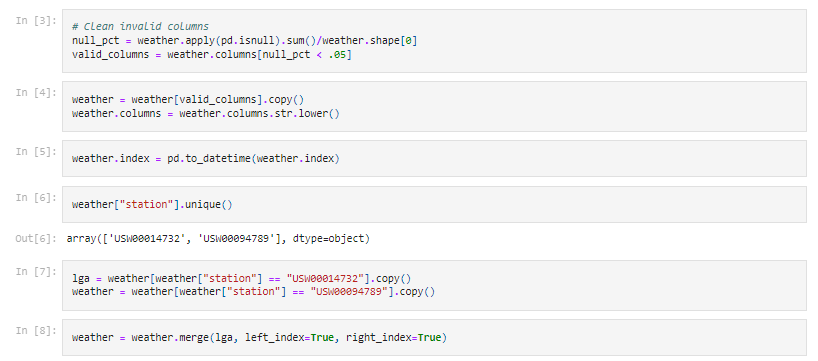 In [3]:
# Clean invalid columns
null_pct = weather.apply(pd.isnull).sum()/weather.shape[0]
valid_columns = weather.columns[null_pct < .05]
In [4]:
weather = weather[valid_columns].copy()
weather.columns = weather.columns.str.lower()
In [5]:
weather.index = pd.to_datetime(weather.index)
In [6]:
weather["station"].unique()
Out[6]:
array(['USW00014732', 'USW00094789'], dtype=object)
In [7]:
lga = weather[weather["station"] == "USW00014732"].copy()
weather = weather[weather["station"] == "USW00094789"].copy()
In [8]:
weather = weather.merge(lga, left_index=True, right_index=True)